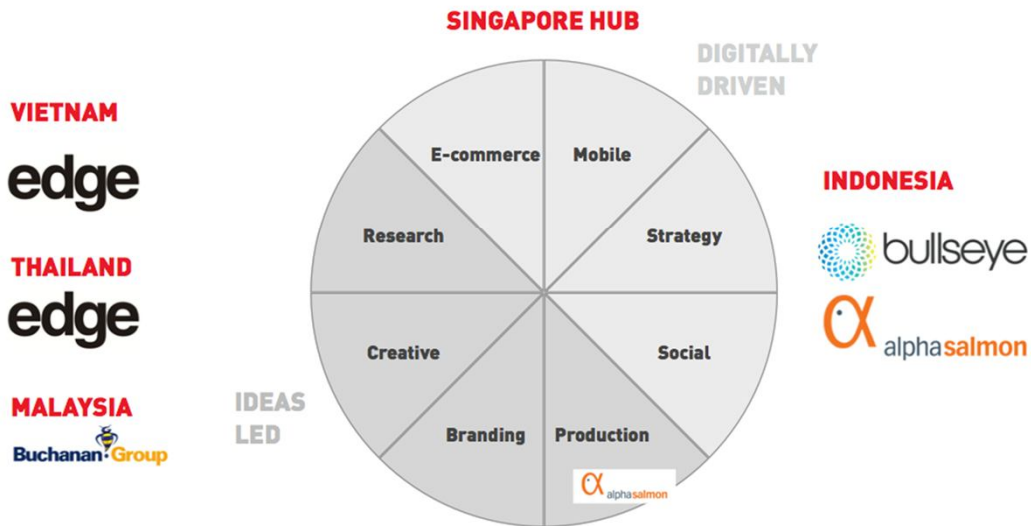 SINGAPORE HUB
DIGITALLY
DRIVEN
VIETNAM
edge
THAILAND
edge
MALAYSIA
Buchanan Group
E-commerce
Mobile
Research
Strategy
Creative
Social
Branding
Production
alphasalmon
IDEAS
LED
INDONESIA
bullseye
alphasalmon